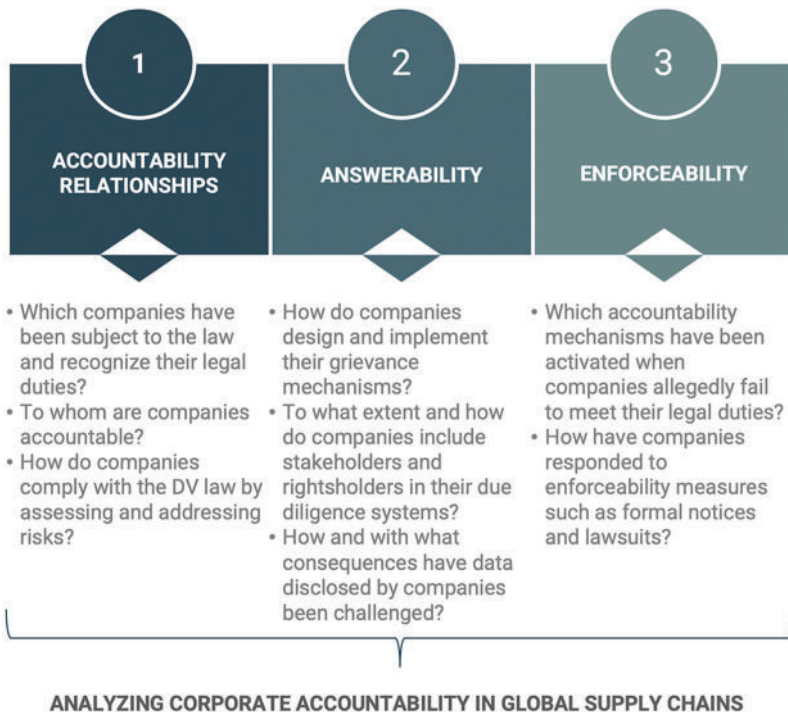 1
ACCOUNTABILITY
RELATIONSHIPS
• Which companies have
been subject to the law
and recognize their legal
duties?
• To whom are companies
accountable?
• How do companies
comply with the DV law by
assessing and addressing
risks?
2
ANSWERABILITY
• How do companies
design and implement
their grievance
mechanisms?
• To what extent and how
do companies include
stakeholders and
rightsholders in their due
diligence systems?
• How and with what
consequences have data
disclosed by companies
been challenged?
3
ENFORCEABILITY
• Which accountability
mechanisms have been
activated when
companies allegedly fail
to meet their legal duties?
• How have companies
responded to
enforceability measures
such as formal notices
and lawsuits?
ANALYZING CORPORATE ACCOUNTABILITY IN GLOBAL SUPPLY CHAINS